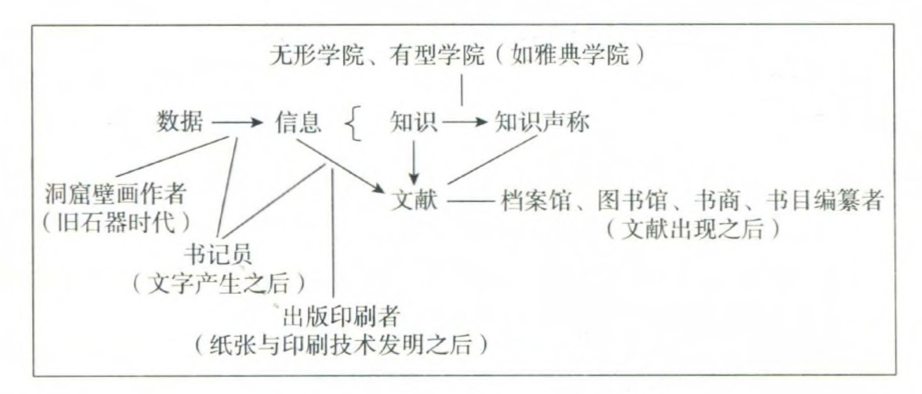 无形学院、有型学院（如雅典学院）
数据 信息 { 知识 知识声称
洞窟壁画作者
（旧石器时代）
文献 档案馆、图书馆、书商、书目编纂者
（文献出现之后）
书记员
（文字产生之后）
出版印刷者
（纸张与印刷技术发明之后）